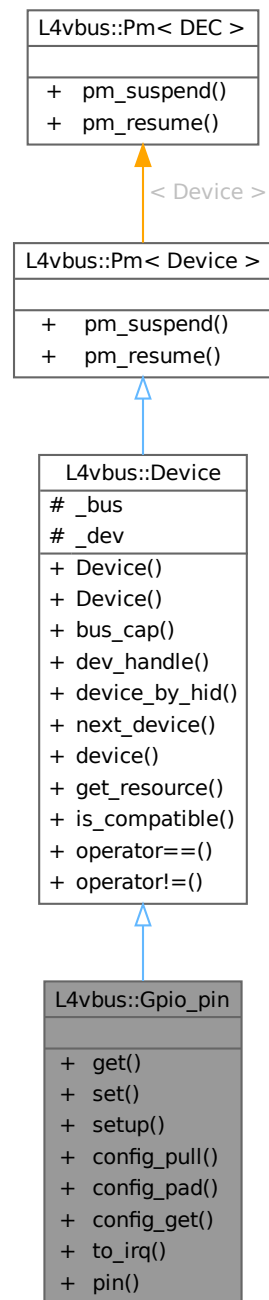 L4vbus::Pm< DEC >
+ pm_suspend()
+ pm_resume()
< Device >
L4vbus::Pm< Device >
+ pm_suspend()
+ pm_resume()
L4vbus::Device
# _bus
# _dev
+ Device()
+ Device()
+ bus_cap()
+ dev_handle()
+ device_by_hid()
+ next_device()
+ device()
+ get_resource()
+ is_compatible()
+ operator==()
+ operator!=()
L4vbus::Gpio_pin
+ get()
+ set()
+ setup()
+ config_pull()
+ config_pad()
+ config_get()
+ to_irq()
+ pin()